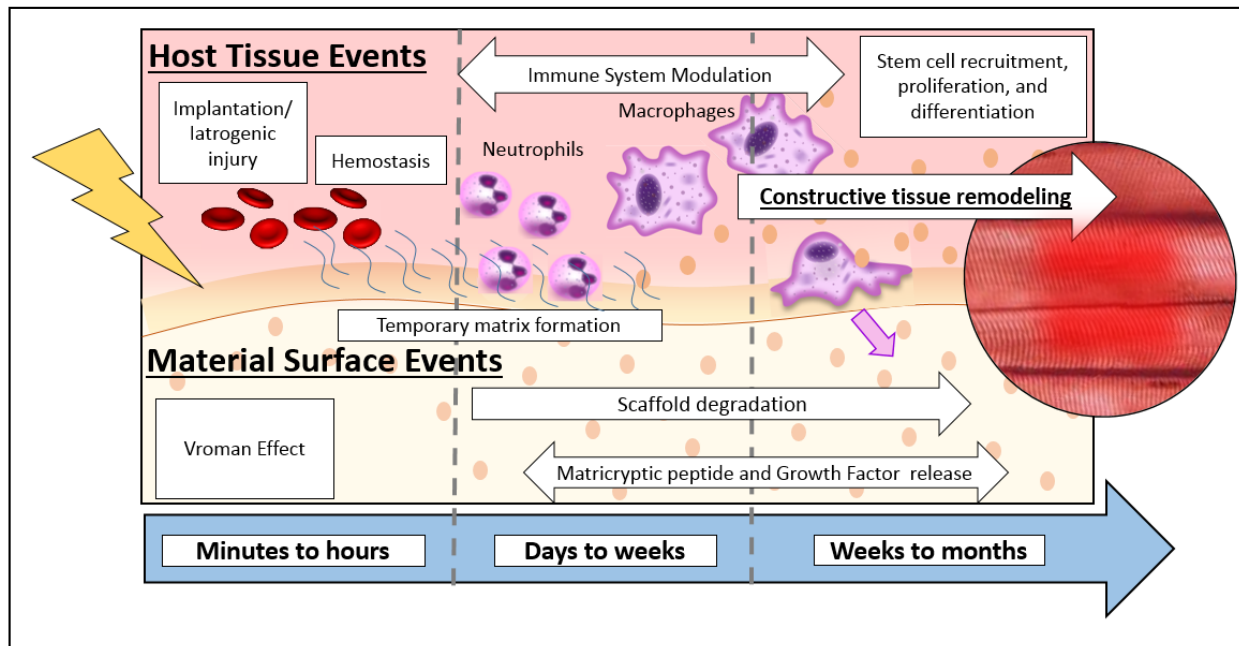 Host Tissue Events
Implantation/
Iatrogenic
injury
Hemostasis
Immune System Modulation
Macrophages
Neutrophils
Stem cell recruitment,
proliferation, and
differentiation
Constructive tissue remodeling
Temporary matrix formation
Material Surface Events
Vroman Effect
Scaffold degradation
Matricryptic peptide and Growth Factor release
Minutes to hours
Days to weeks
Weeks to months